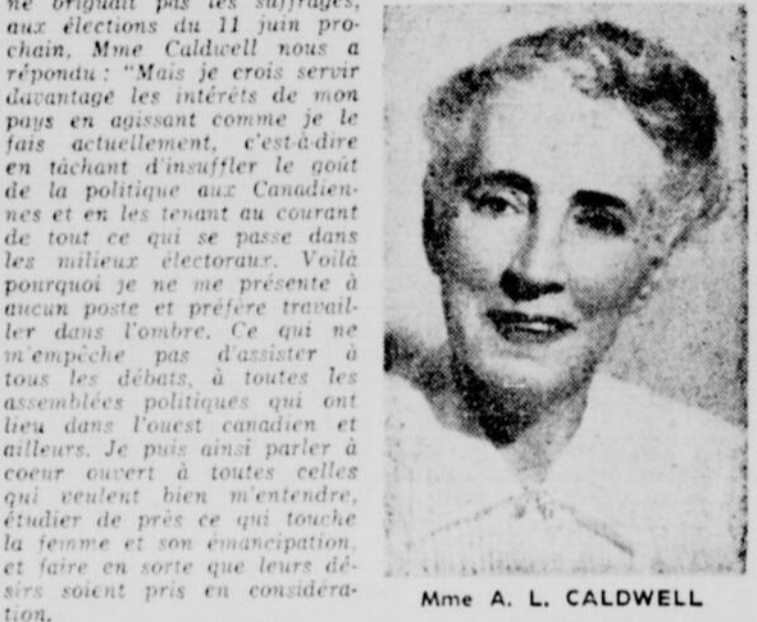 ne briguait pas les suffrages,
aux élections du 11 juin pro-
chain, Mme Caldwell nous a
répondu : "Mais je crois servir
davantage les intérêts de mon
pays en agissant comme je le
fais actuellement, c'est-à-dire
en tâchant d'insuffler le goût
de la politique aux Canadien-
nes et en les tenant au courant
de tout ce qui se passe dans
les milieux électoraux. Voilà
pourquoi je ne me présente à
aucun poste et préfère travail-
ler dans l'ombre. Ce qui ne
m'empêche pas d'assister à
tous les débats, à toutes les
assemblées politiques qui ont
lieu dans l'ouest canadien et
ailleurs. Je puis ainsi parler à
coeur ouvert à toutes celles
qui veulent bien m'entendre,
étudier de près ce qui touche
la femme et son émancipation,
et faire en sorte que leurs dé-
sirs soient pris en considéra-
tion.
Mme A. L. CALDWELL